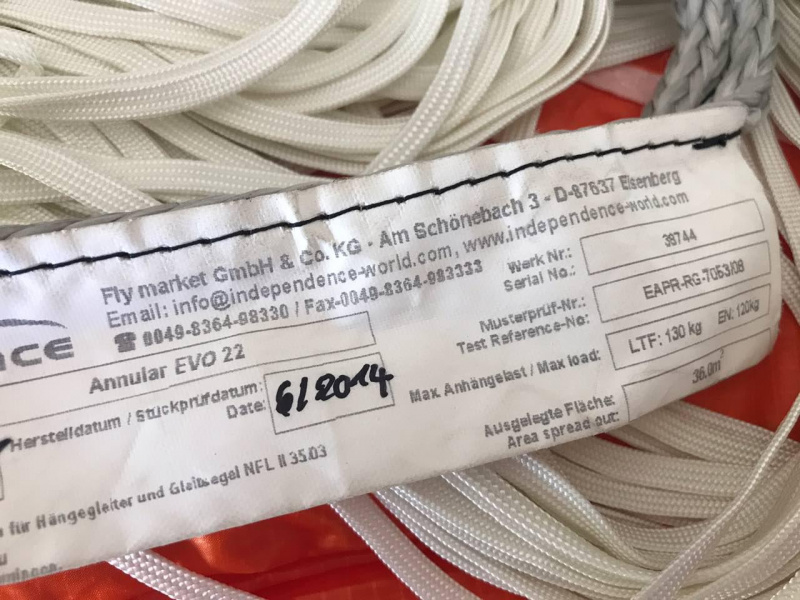 Fly market GmbH & Co. KG - Am Schönebach 3 - D-87637 Eisenberg
Email: info@independence-world.com, www.independence-world.com
☎ 0049-8364-98330 / Fax-0049-8364-983333
NCE
Annular EVO 22
Herstelldatum / Stückprüfdatum:
Date:
6/2014
Werk Nr.:
Serial No.:
39744
Musterprüf-Nr.:
Test Reference-No:
EAPR-RG-7053/08
Max. Anhängelast / Max load:
LTF: 130 kg EN: 120kg
Ausgelegte Fläche:
Area spread out:
36.0m²
für Hängegleiter und Gleitsegel NFL II 35.03